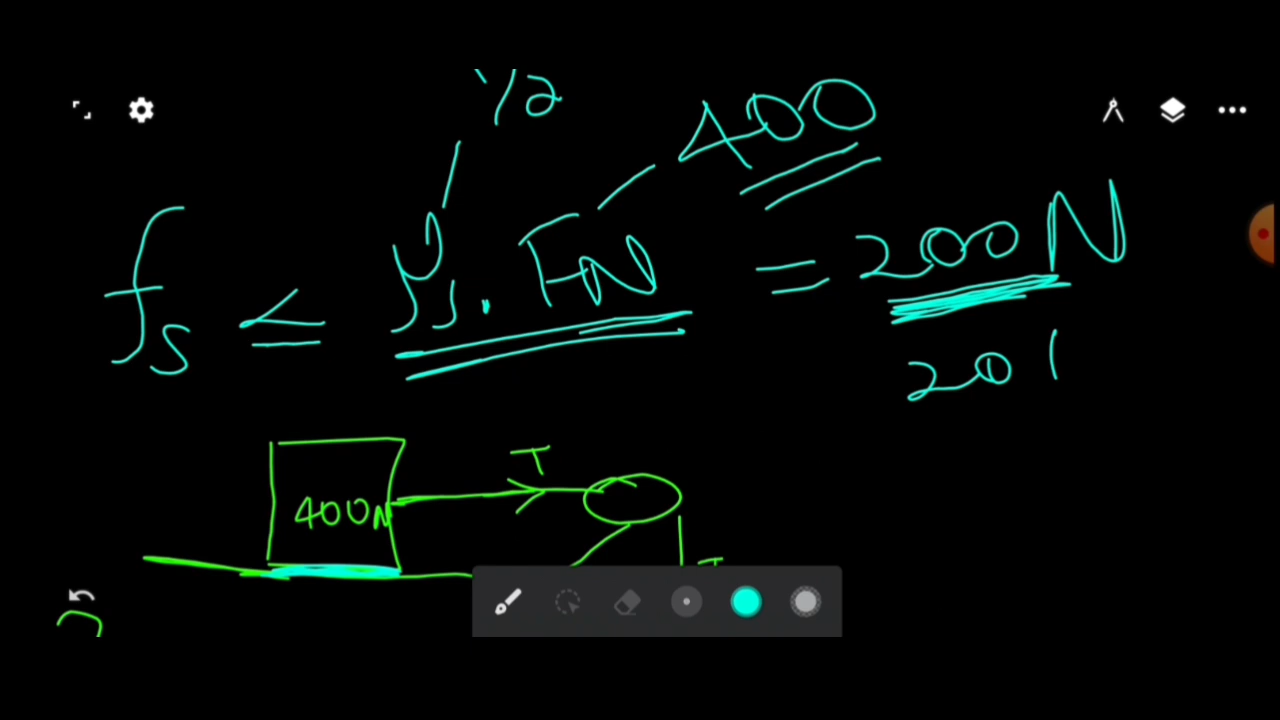 1/2
400
fs ≤ μs . FN = 200N
201
T
400N
T